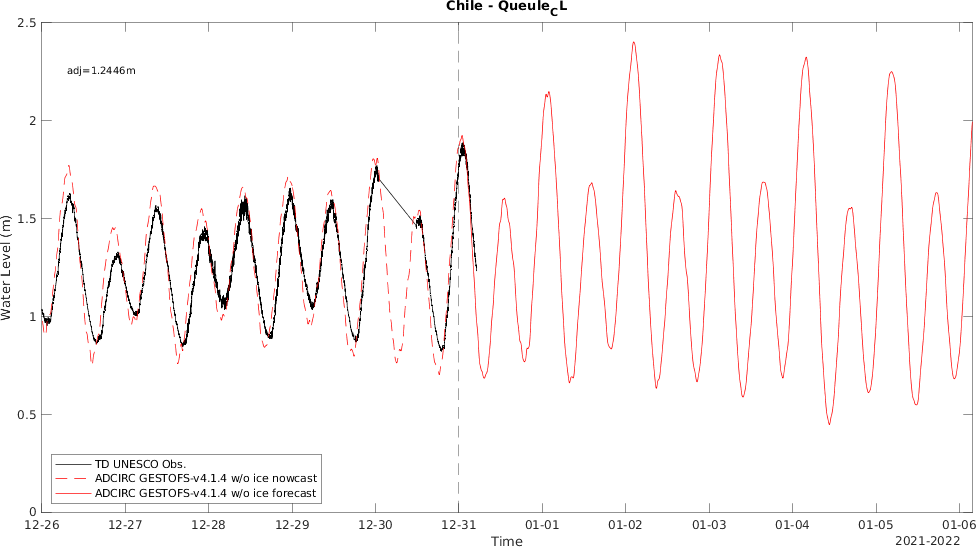 Chile - Queule_CL
2.5
adj=1.2446m
2
1.5
Water Level (m)
1
0.5
TD UNESCO Obs.
ADCIRC GESTOFS-v4.1.4 w/o ice nowcast
ADCIRC GESTOFS-v4.1.4 w/o ice forecast
0
12-26 12-27 12-28 12-29 12-30 12-31 01-01 01-02 01-03 01-04 01-05 01-06
Time
2021-2022